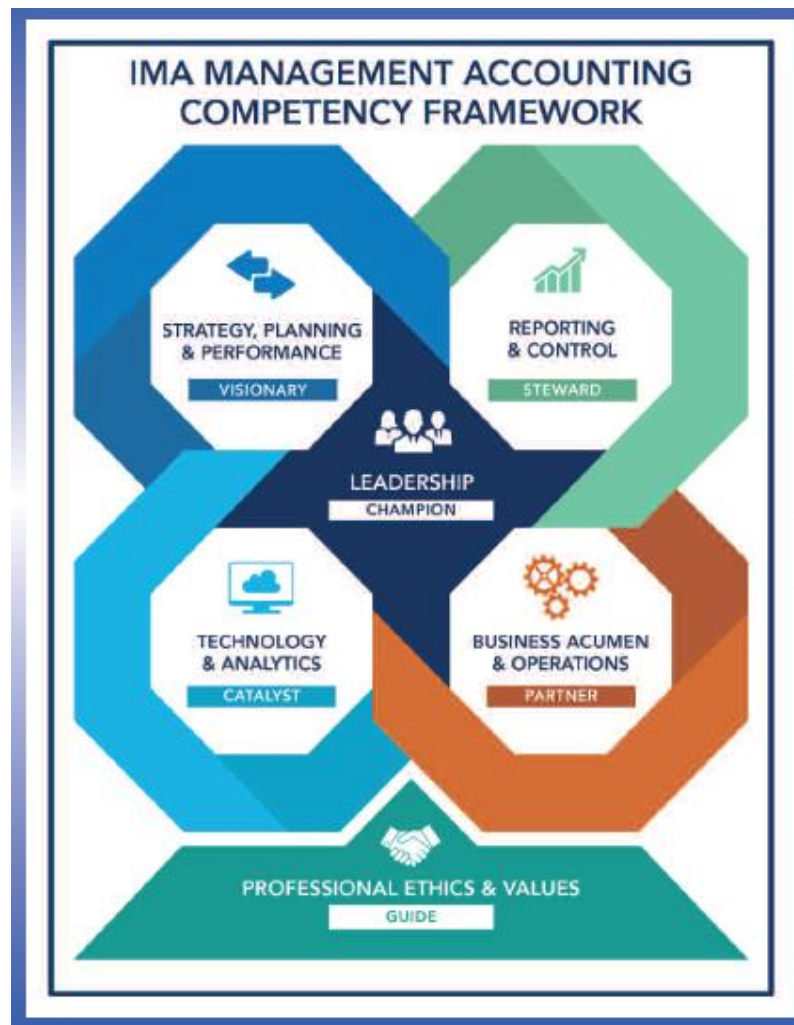 IMA MANAGEMENT ACCOUNTING
COMPETENCY FRAMEWORK
STRATEGY, PLANNING
& PERFORMANCE
VISIONARY
REPORTING
& CONTROL
STEWARD
LEADERSHIP
CHAMPION
TECHNOLOGY
& ANALYTICS
CATALYST
BUSINESS ACUMEN
& OPERATIONS
PARTNER
PROFESSIONAL ETHICS & VALUES
GUIDE